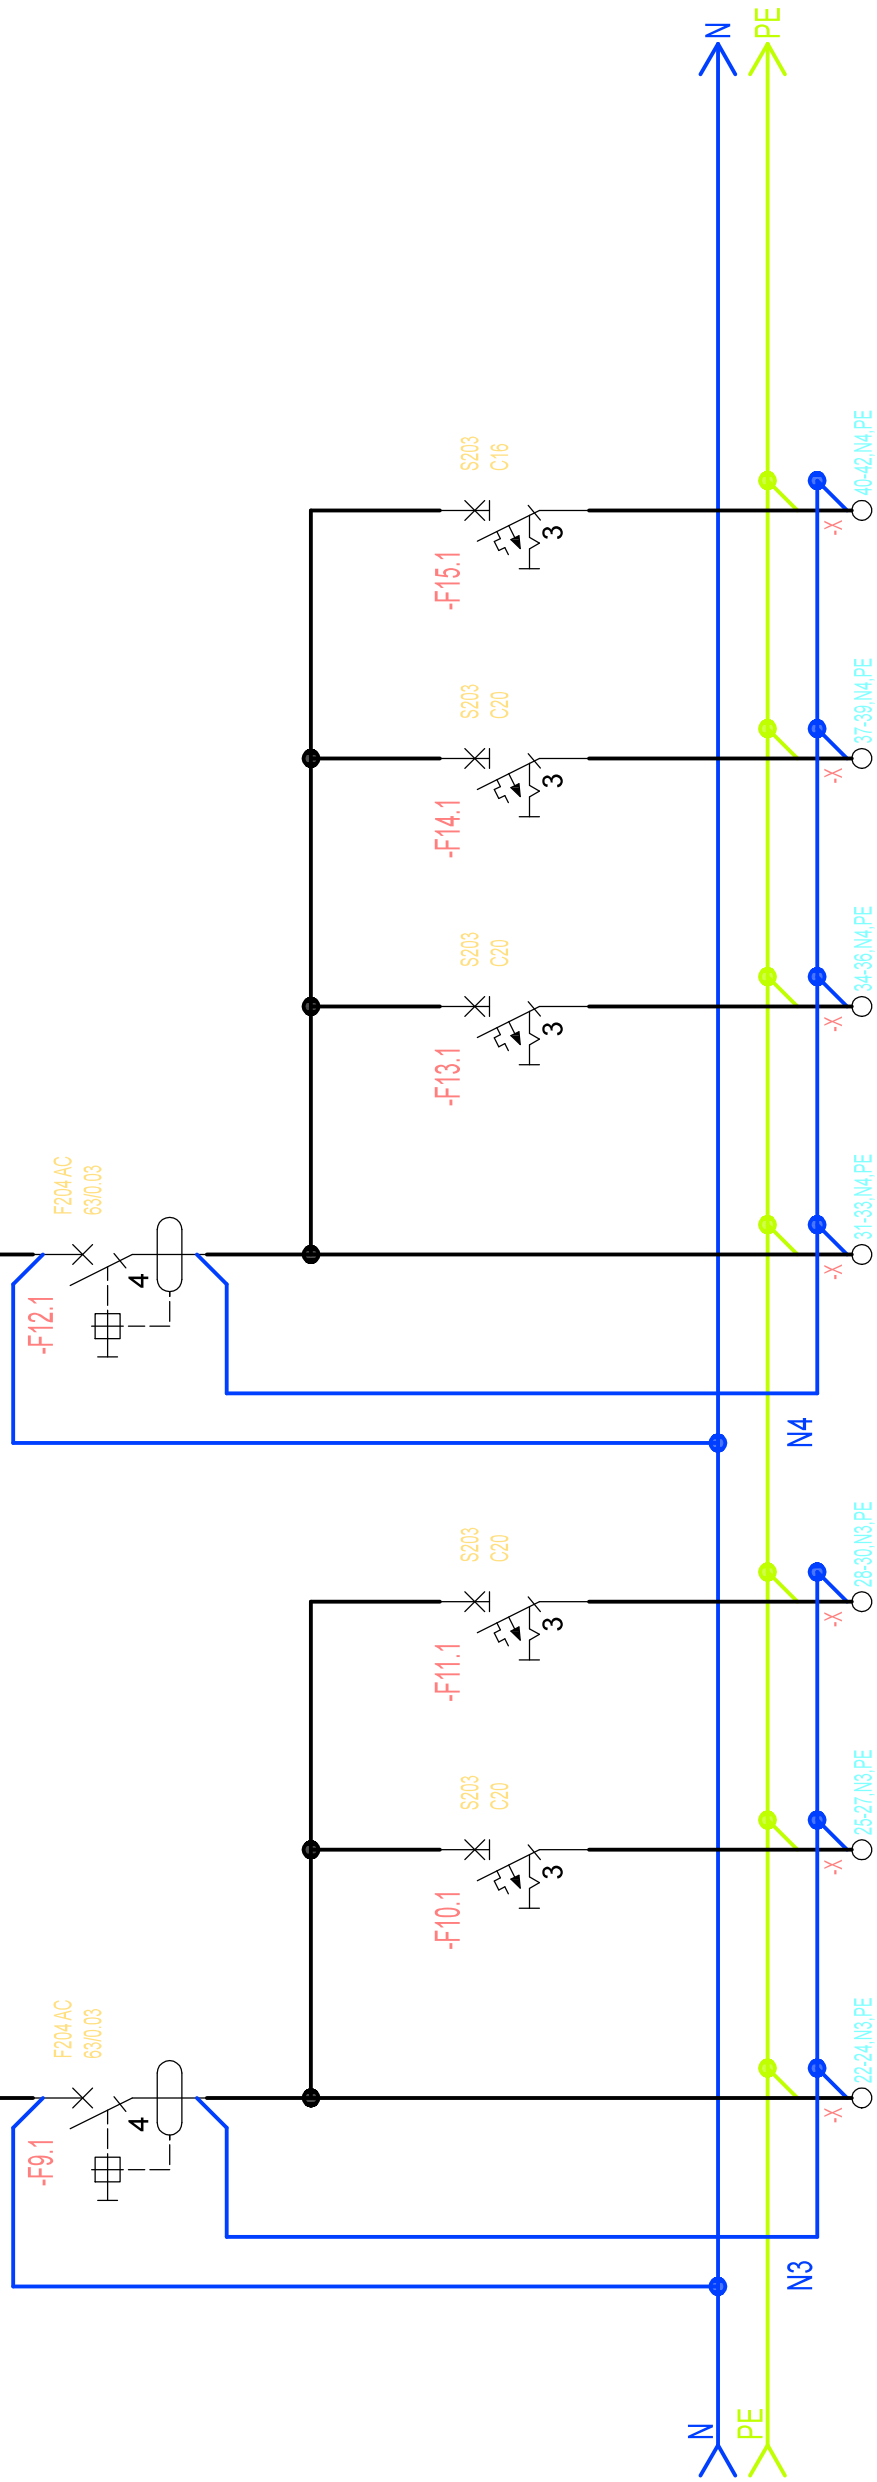 N
PE
-F9.1
F204 AC
63/0.03
4
N3
-X
22-24,N3,PE
-F10.1
S203
C20
3
-X
25-27,N3,PE
-F11.1
S203
C20
3
-X
28-30,N3,PE
-F12.1
F204 AC
63/0.03
4
N4
-X
31-33,N4,PE
-F13.1
S203
C20
3
-X
34-36,N4,PE
-F14.1
S203
C20
3
-X
37-39,N4,PE
-F15.1
S203
C16
3
-X
40-42,N4,PE
N
PE